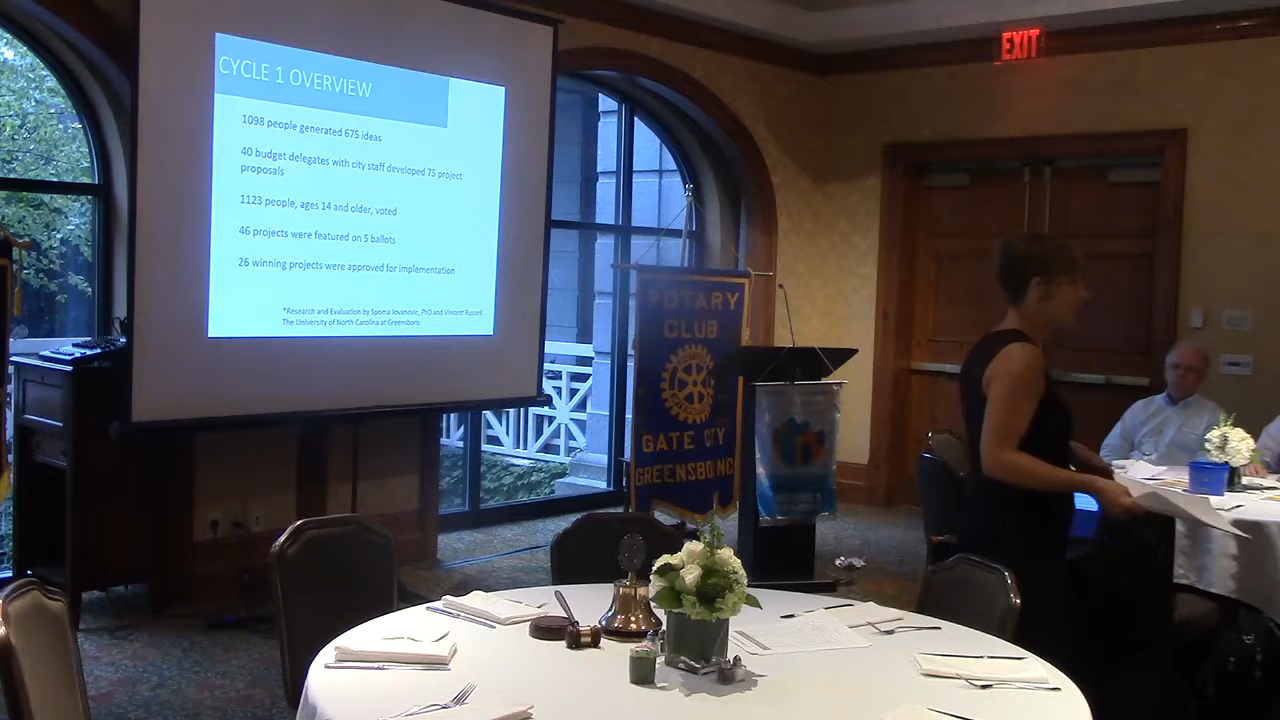 CYCLE 1 OVERVIEW
1098 people generated 675 ideas
40 budget delegates with city staff developed 75 project
proposals
1123 people, ages 14 and older, voted
46 projects were featured on 5 ballots
26 winning projects were approved for implementation
*Research and Evaluation by Spoma Jovanovic, PhD and Vincent Russell
The University of North Carolina at Greensboro
EXIT
ROTARY
CLUB
GATE CITY
GREENSBORO NC